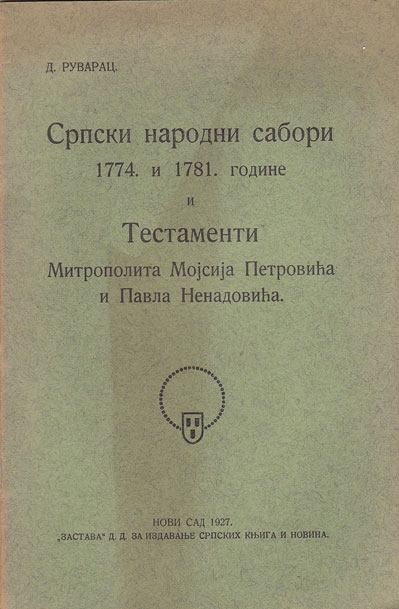 Д. РУВАРАЦ.
Српски народни сабори
1774. и 1781. године
и
Тестаменти
Митрополита Мојсија Петровића
и Павла Ненадовића.
НОВИ САД 1927.
„ЗАСТАВА“ Д. Д. ЗА ИЗДАВАЊЕ СРПСКИХ КЊИГА И НОВИНА.